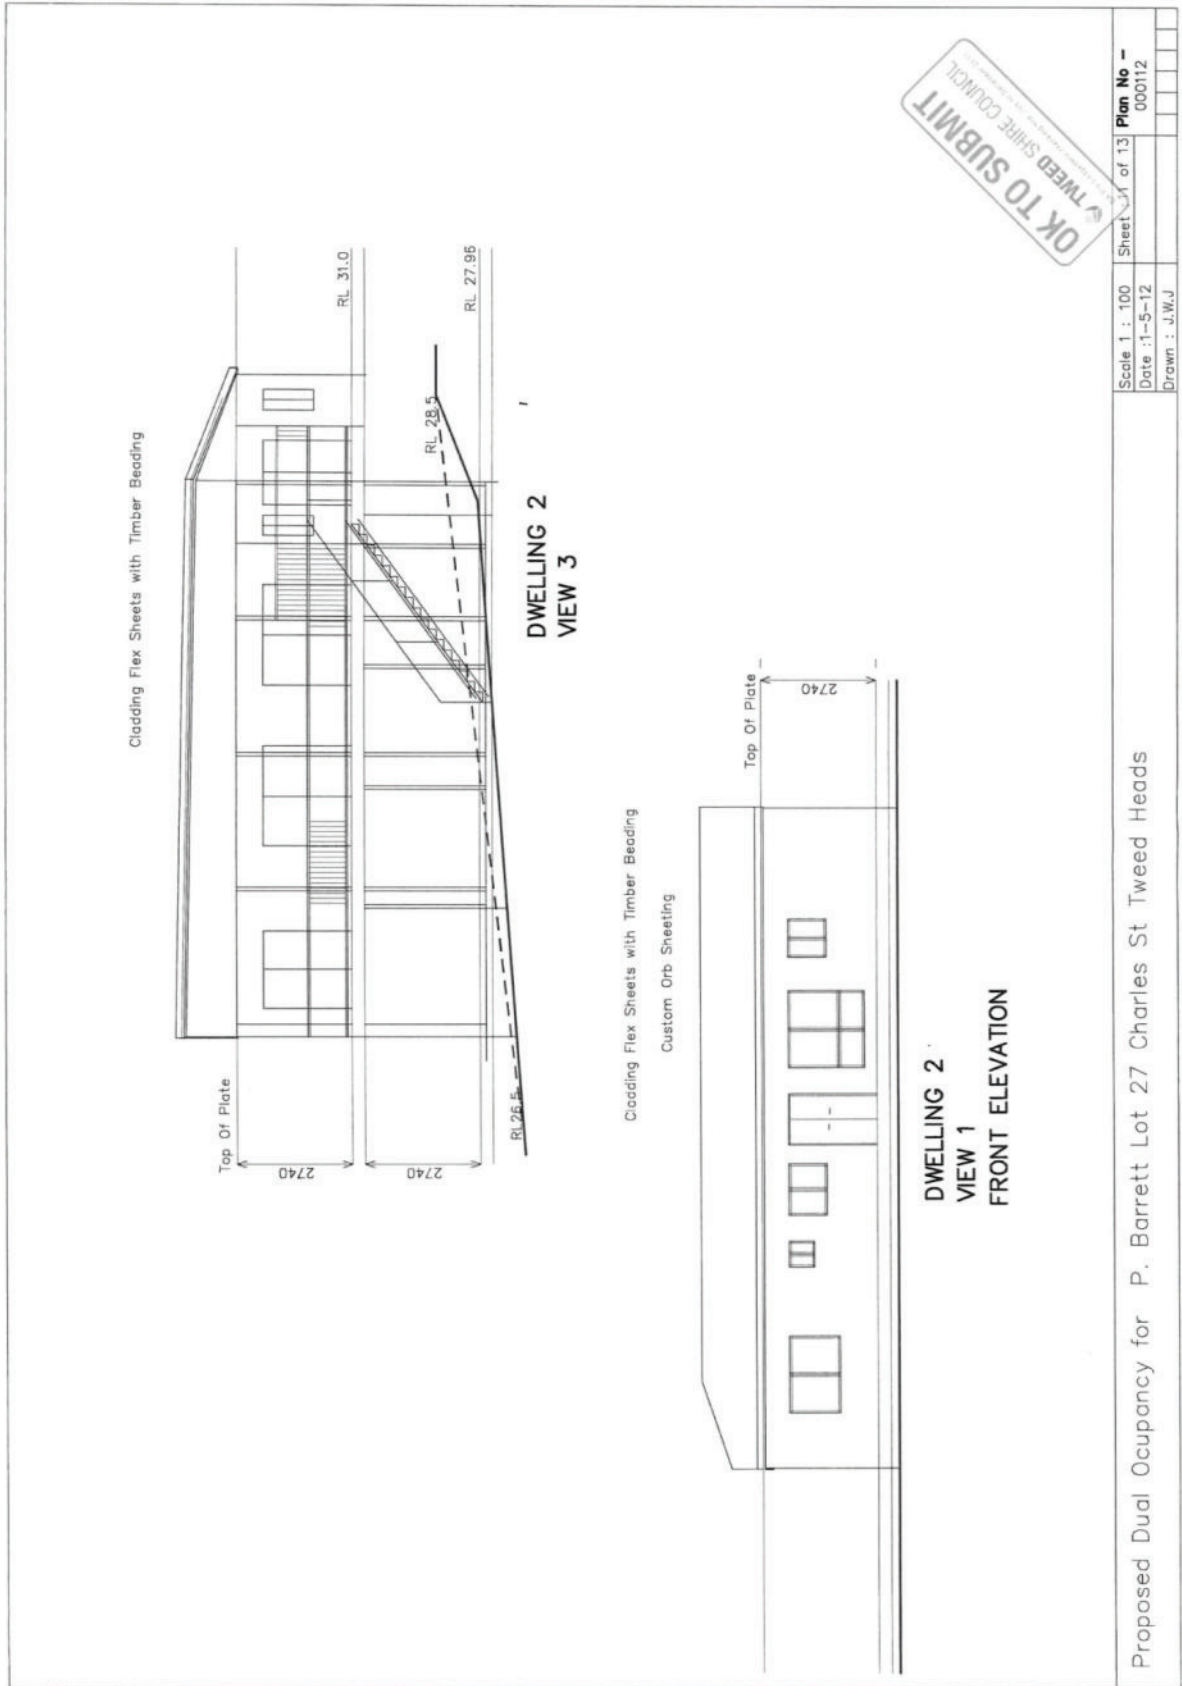 Cladding Flex Sheets with Timber Beading
Top Of Plate
2740
2740
RL 31.0
RL 27.95
RL 28.5
RL26.5
DWELLING 2
VIEW 3
Cladding Flex Sheets with Timber Beading
Custom Orb Sheeting
Top Of Plate
2740
DWELLING 2
VIEW 1
FRONT ELEVATION
OK TO SUBMIT
TWEED SHIRE COUNCIL
Proposed Dual Ocupancy for P. Barrett Lot 27 Charles St Tweed Heads
Scale 1 : 100
Date :1-5-12
Drawn : J.W.J
Sheet 11 of 13
Plan No -
000112